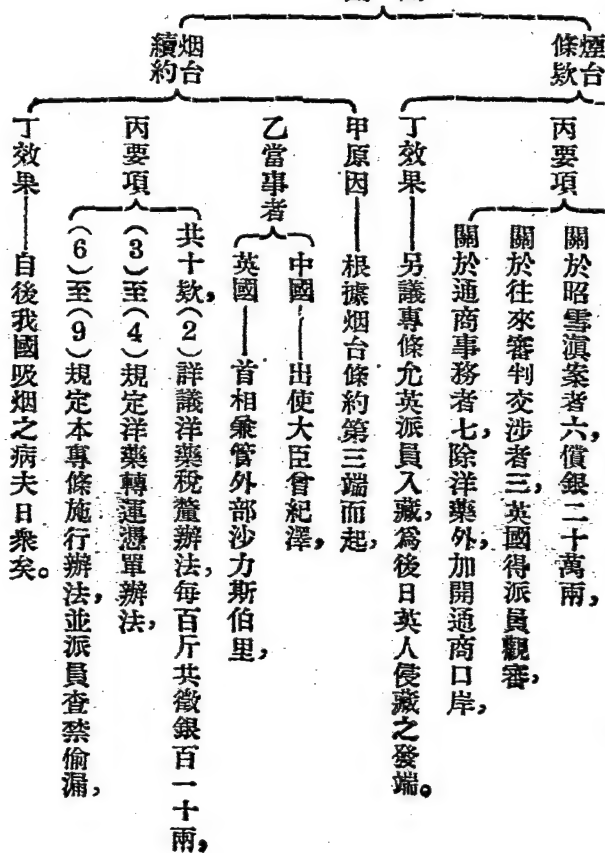 煙台條款
丙要項
關於昭雪滇案者六,償銀二十萬兩,
關於往來審判交涉者三,英國得派員觀審,
關於通商事務者七,除洋藥外,加開通商口岸,
丁效果——另議專條允英派員入藏,爲後日英人侵藏之發端。
烟台續約
甲原因——根據烟台條約第三端而起,
乙當事者
中國——出使大臣曾紀澤,
英國——首相兼管外部沙力斯伯里,
丙要項
共十欵,(2)詳議洋藥稅釐辦法,每百斤共徵銀百一十兩,
(3)至(4)規定洋藥轉運憑單辦法,
(6)至(9)規定本專條施行辦法,並派員查禁偷漏,
丁效果——自後我國吸烟之病夫日衆矣。